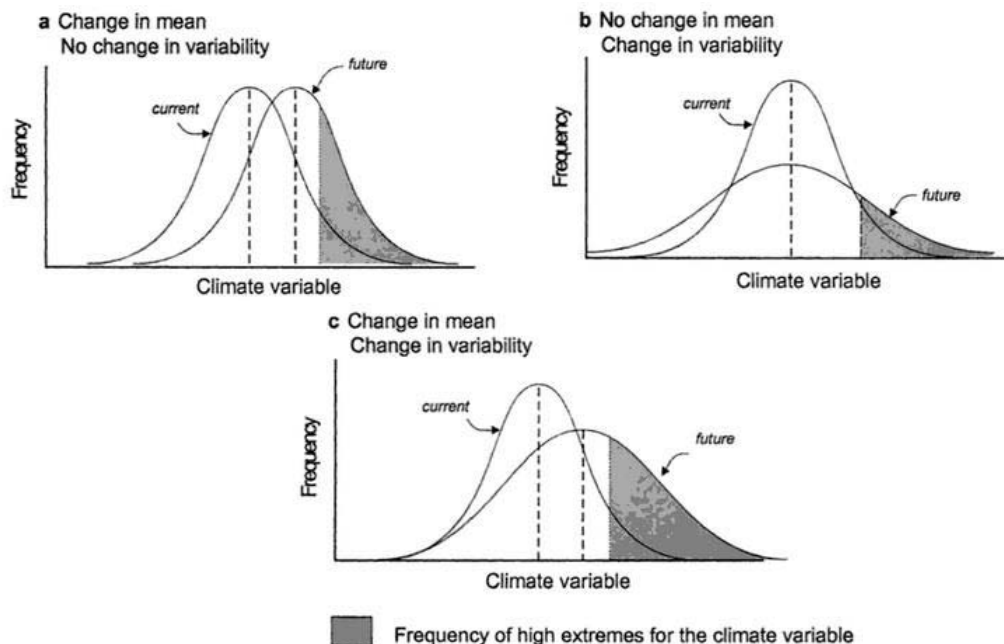 a Change in mean
No change in variability
future
current
Frequency
Climate variable
b No change in mean
Change in variability
current
future
Frequency
Climate variable
c Change in mean
Change in variability
current
future
Frequency
Climate variable
Frequency of high extremes for the climate variable